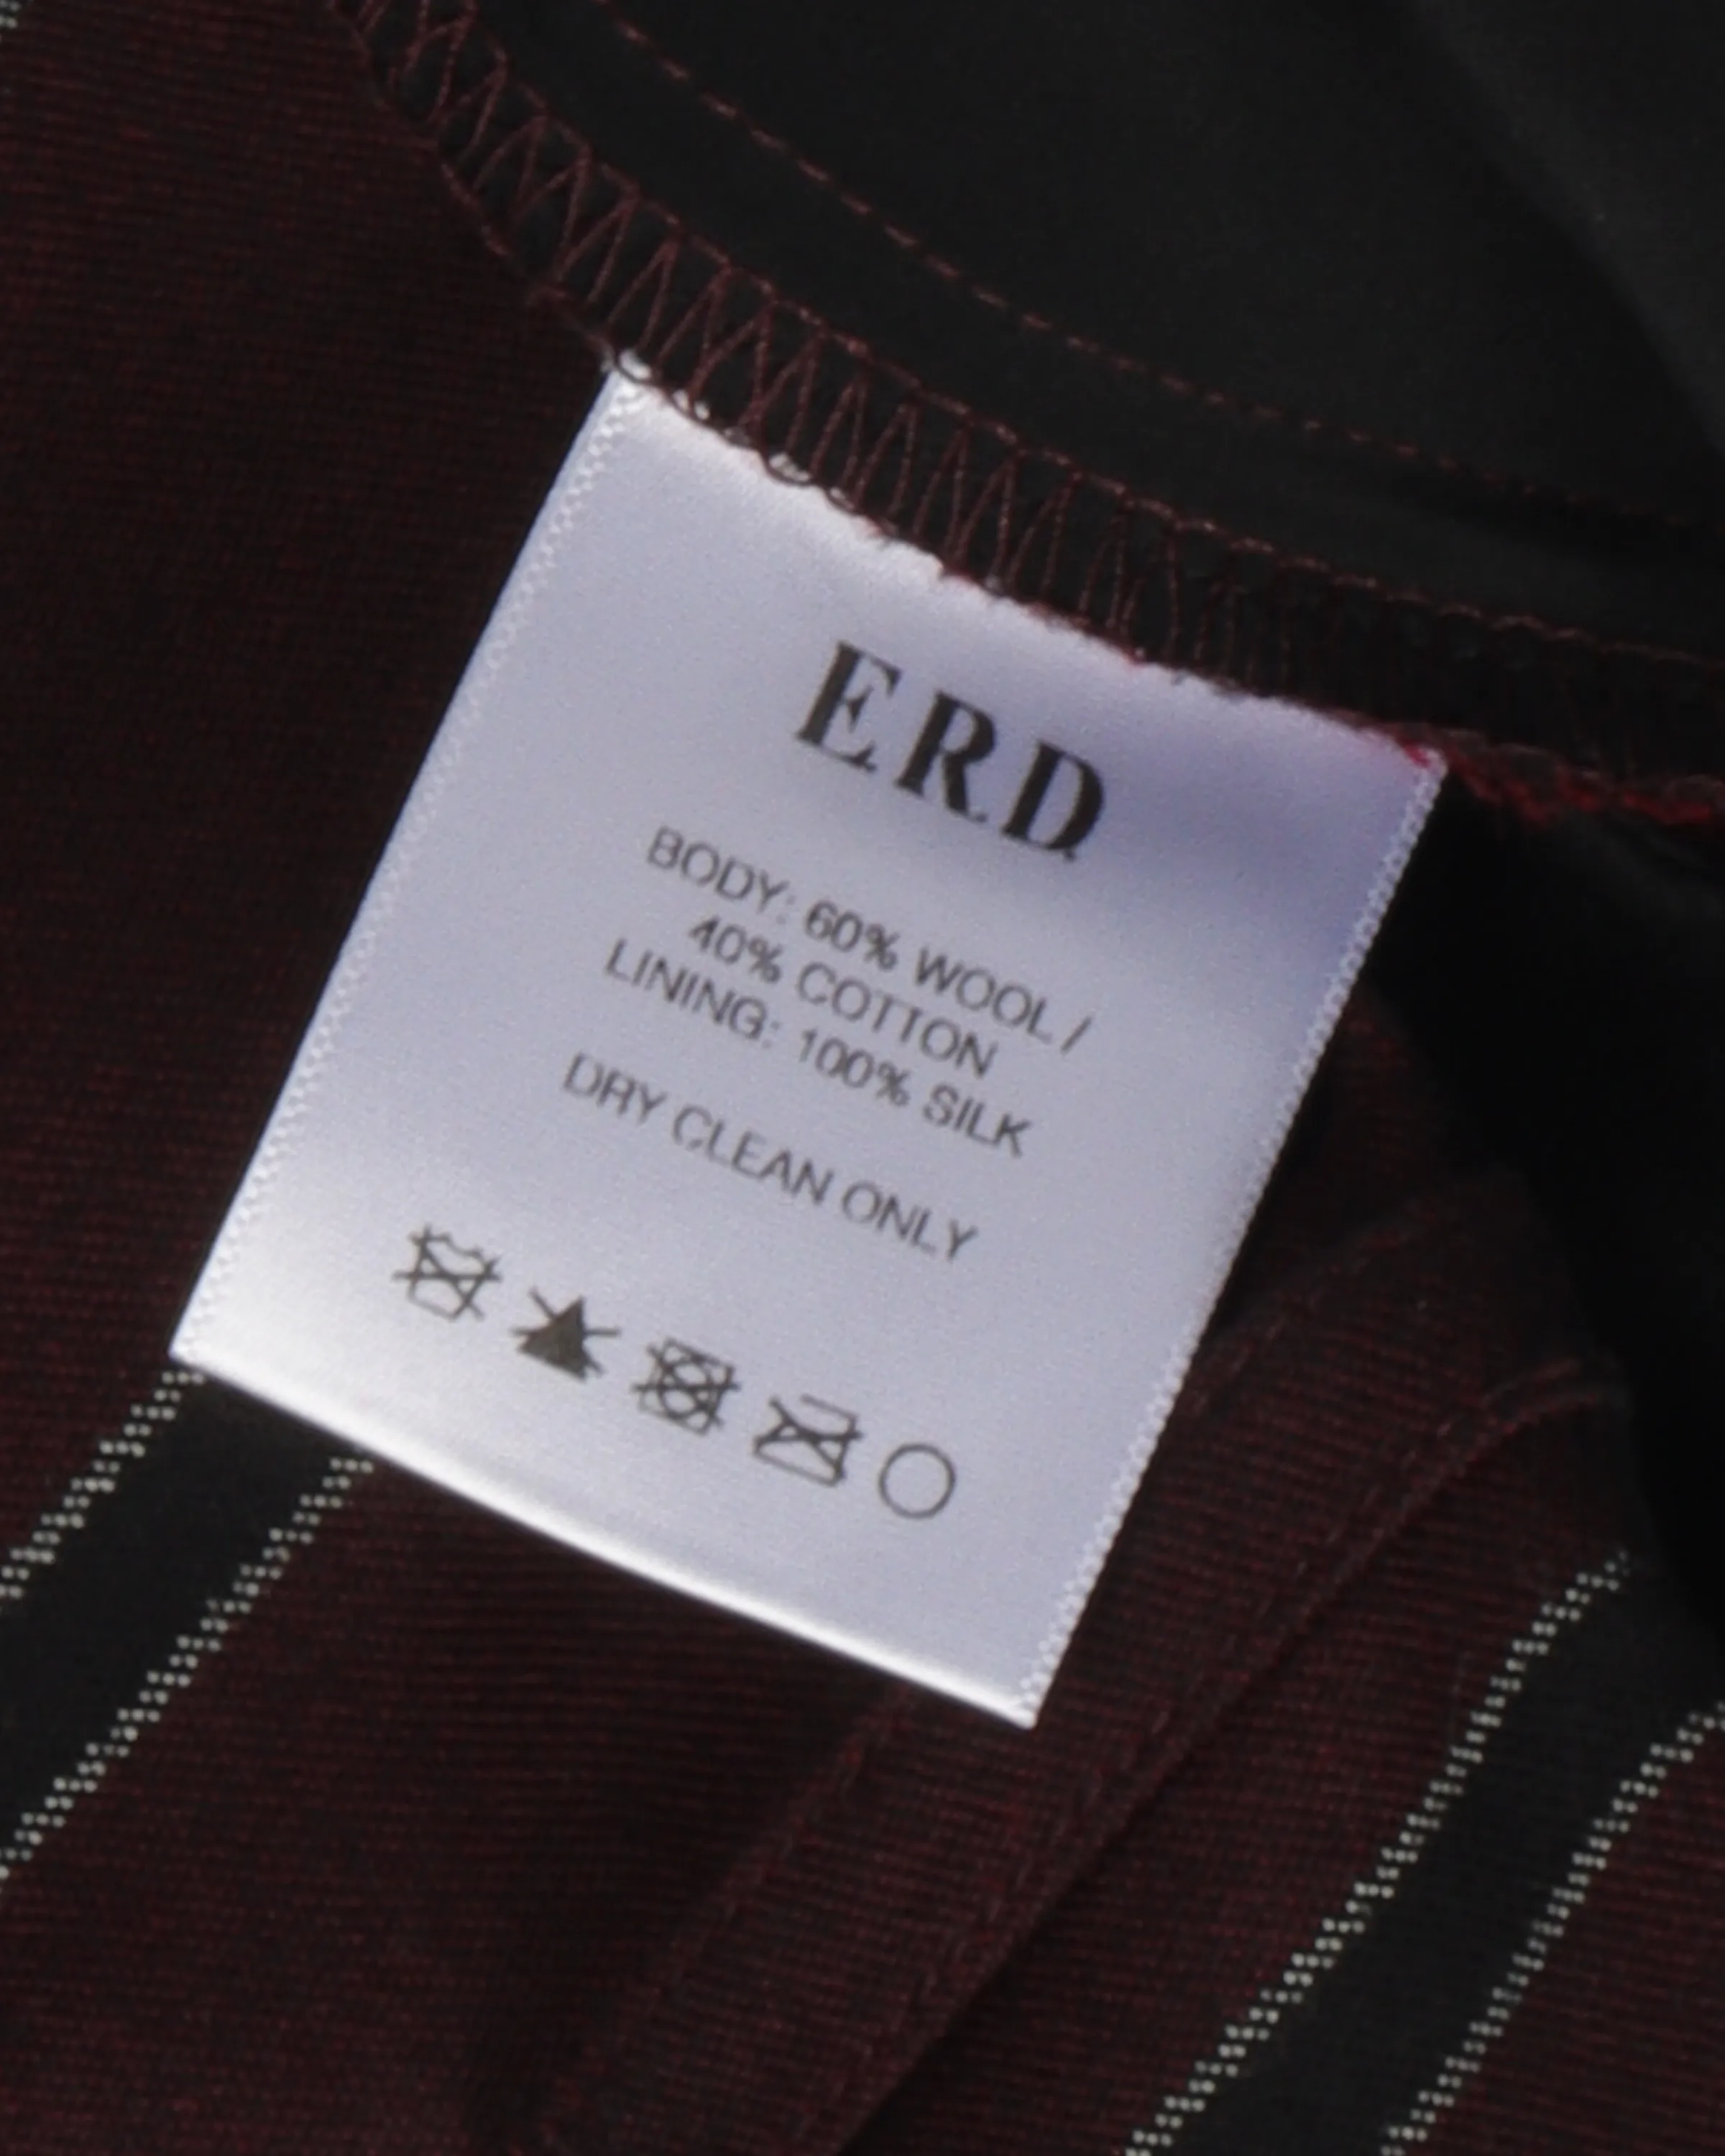 ERD
BODY: 60% WOOL /
40% COTTON
LINING: 100% SILK
DRY CLEAN ONLY